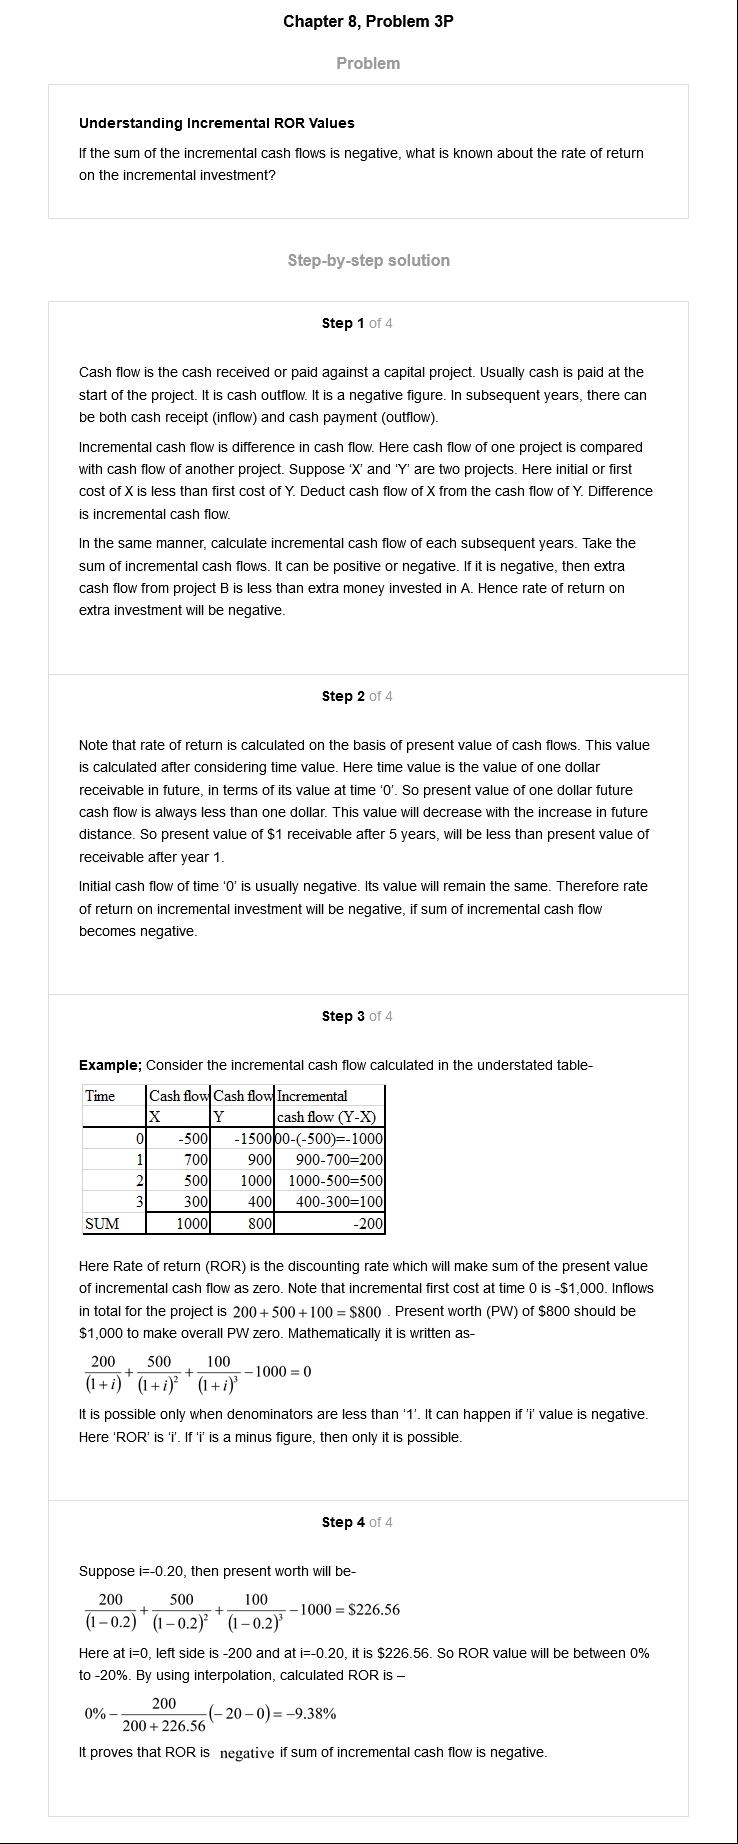 Chapter 8, Problem 3P
Problem
Understanding Incremental ROR Values
If the sum of the incremental cash flows is negative, what is known about the rate of return
on the incremental investment?
Step-by-step solution
Step 1 of 4
Cash flow is the cash received or paid against a capital project. Usually cash is paid at the
start of the project. It is cash outflow. It is a negative figure. In subsequent years, there can
be both cash receipt (inflow) and cash payment (outflow).
Incremental cash flow is difference in cash flow. Here cash flow of one project is compared
with cash flow of another project. Suppose ‘X’ and ‘Y’ are two projects. Here initial or first
cost of X is less than first cost of Y. Deduct cash flow of X from the cash flow of Y. Difference
is incremental cash flow.
In the same manner, calculate incremental cash flow of each subsequent years. Take the
sum of incremental cash flows. It can be positive or negative. If it is negative, then extra
cash flow from project B is less than extra money invested in A. Hence rate of return on
extra investment will be negative.
Step 2 of 4
Note that rate of return is calculated on the basis of present value of cash flows. This value
is calculated after considering time value. Here time value is the value of one dollar
receivable in future, in terms of its value at time ‘0’. So present value of one dollar future
cash flow is always less than one dollar. This value will decrease with the increase in future
distance. So present value of $1 receivable after 5 years, will be less than present value of
receivable after year 1.
Initial cash flow of time ‘0’ is usually negative. Its value will remain the same. Therefore rate
of return on incremental investment will be negative, if sum of incremental cash flow
becomes negative.
Step 3 of 4
Example; Consider the incremental cash flow calculated in the understated table-
Time Cash flow Cash flow Incremental
X Y cash flow (Y-X)
0 -500 -1500 00-(-500)=-1000
1 700 900 900-700=200
2 500 1000 1000-500=500
3 300 400 400-300=100
SUM 1000 800 -200
Here Rate of return (ROR) is the discounting rate which will make sum of the present value
of incremental cash flow as zero. Note that incremental first cost at time 0 is -$1,000. Inflows
in total for the project is 200 + 500 + 100 = $800 . Present worth (PW) of $800 should be
$1,000 to make overall PW zero. Mathematically it is written as-
200/(1+i) + 500/(1+i)² + 100/(1+i)³ − 1000 = 0
It is possible only when denominators are less than ‘1’. It can happen if ‘i’ value is negative.
Here ‘ROR’ is ‘i’. If ‘i’ is a minus figure, then only it is possible.
Step 4 of 4
Suppose i=-0.20, then present worth will be-
200/(1−0.2) + 500/(1−0.2)² + 100/(1−0.2)³ − 1000 = $226.56
Here at i=0, left side is -200 and at i=-0.20, it is $226.56. So ROR value will be between 0%
to -20%. By using interpolation, calculated ROR is –
0% − 200/(200 + 226.56) (−20 − 0) = −9.38%
It proves that ROR is negative if sum of incremental cash flow is negative.